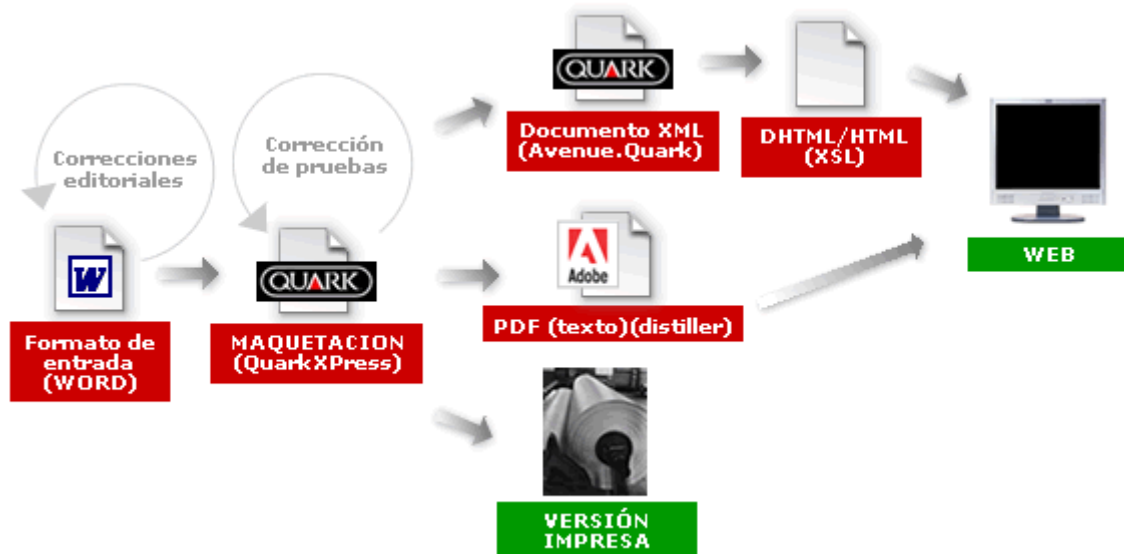 Correcciones
editoriales
W
Formato de
entrada
(WORD)
Corrección
de pruebas
QUARK
MAQUETACION
(QuarkXPress)
QUARK
Documento XML
(Avenue.Quark)
DHTML/HTML
(XSL)
Adobe
PDF (texto)(distiller)
WEB
VERSIÓN
IMPRESA